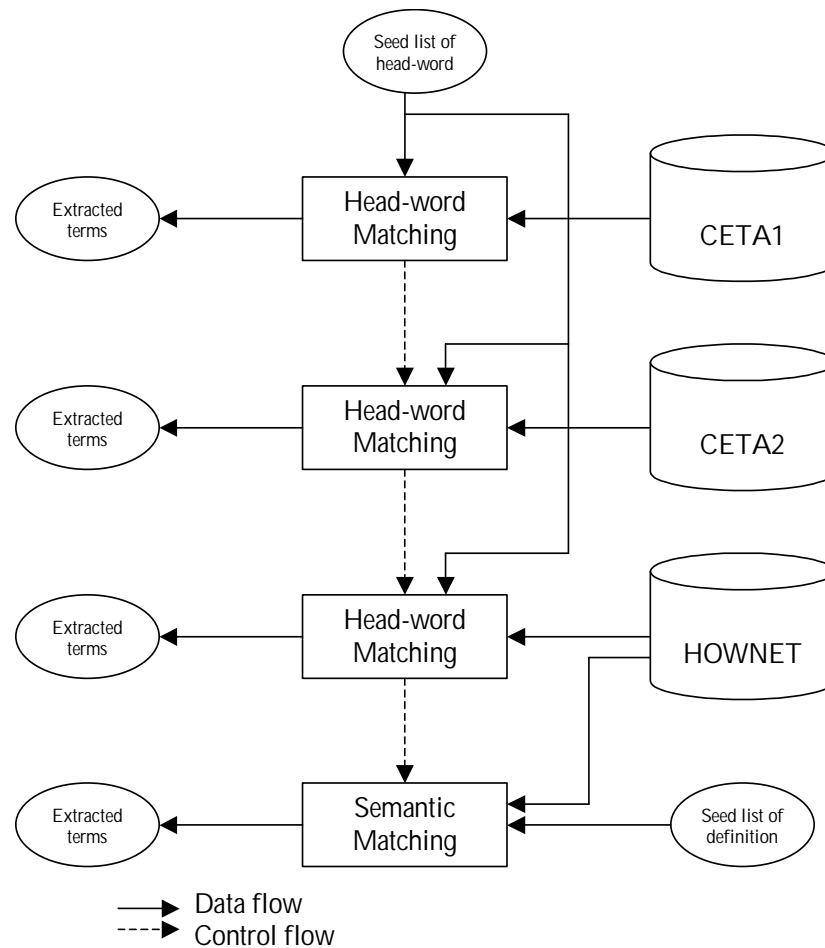 Seed list of
head-word
Extracted
terms
Head-word
Matching
CETA1
Extracted
terms
Head-word
Matching
CETA2
Extracted
terms
Head-word
Matching
HOWNET
Extracted
terms
Semantic
Matching
Seed list of
definition
Data flow
Control flow